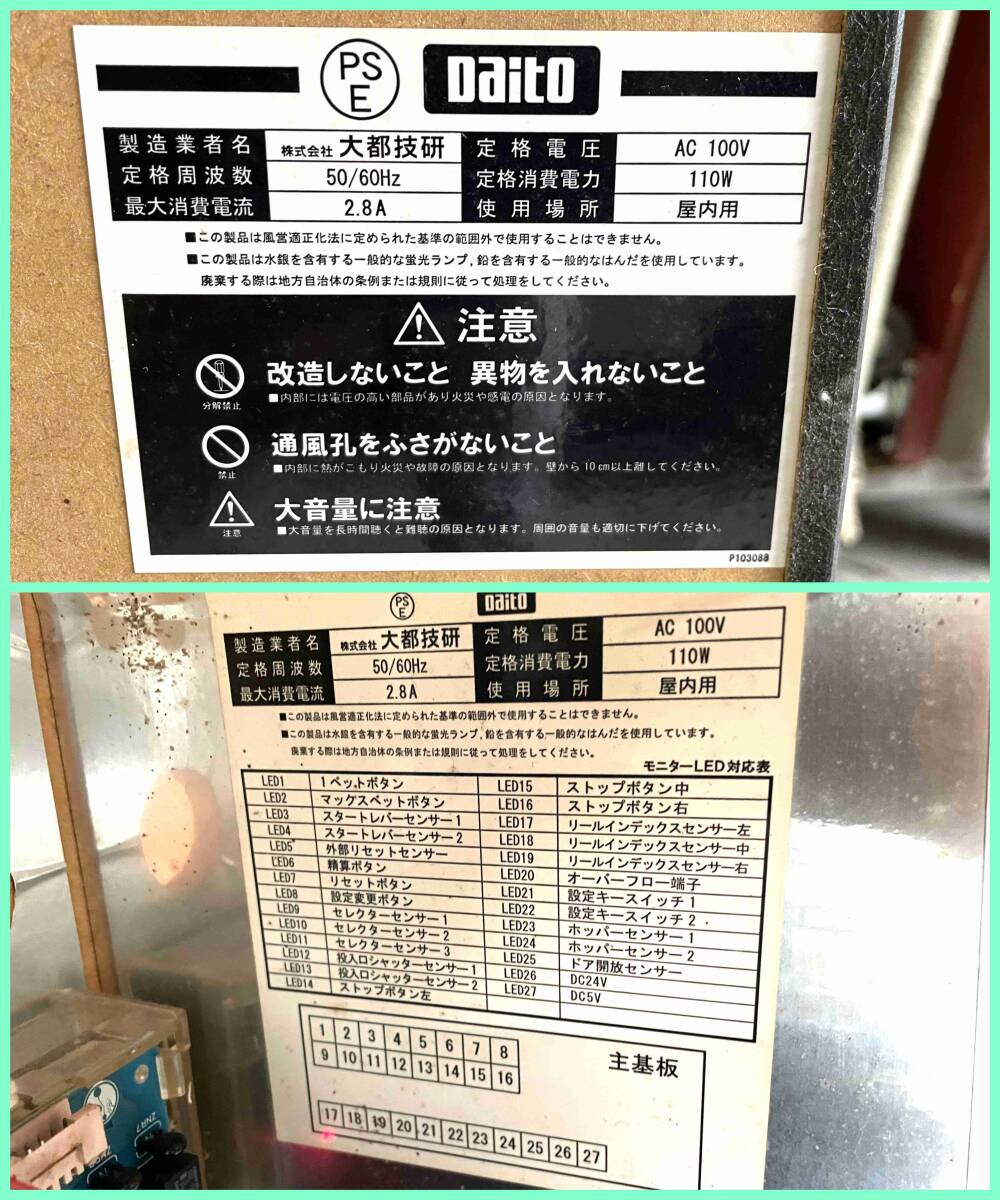 PSE Daito
製造業者名 株式会社 大都技研 定格電圧 AC 100V
定格周波数 50/60Hz 定格消費電力 110W
最大消費電流 2.8A 使用場所 屋内用
■この製品は風営適正化法に定められた基準の範囲外で使用することはできません。
■この製品は水銀を含有する一般的な蛍光ランプ,鉛を含有する一般的なはんだを使用しています。
廃棄する際は地方自治体の条例または規則に従って処理をしてください。
注意
改造しないこと 異物を入れないこと
分解禁止 ■内部には電圧の高い部品があり火災や感電の原因となります。
通風孔をふさがないこと
禁止 ■内部に熱がこもり火災や故障の原因となります。壁から10cm以上離してください。
大音量に注意
注意 ■大音量を長時間聴くと難聴の原因となります。周囲の音量も適切に下げてください。
P103088
PSE Daito
製造業者名 株式会社 大都技研 定格電圧 AC 100V
定格周波数 50/60Hz 定格消費電力 110W
最大消費電流 2.8A 使用場所 屋内用
■この製品は風営適正化法に定められた基準の範囲外で使用することはできません。
■この製品は水銀を含有する一般的な蛍光ランプ,鉛を含有する一般的なはんだを使用しています。
廃棄する際は地方自治体の条例または規則に従って処理をしてください。
モニターLED対応表
LED1 1ベットボタン LED15 ストップボタン中
LED2 マックスベットボタン LED16 ストップボタン右
LED3 スタートレバーセンサー1 LED17 リールインデックスセンサー左
LED4 スタートレバーセンサー2 LED18 リールインデックスセンサー中
LED5 外部リセットセンサー LED19 リールインデックスセンサー右
LED6 精算ボタン LED20 オーバーフロー端子
LED7 リセットボタン LED21 設定キースイッチ1
LED8 設定変更ボタン LED22 設定キースイッチ2
LED9 セレクターセンサー1 LED23 ホッパーセンサー1
LED10 セレクターセンサー2 LED24 ホッパーセンサー2
LED11 セレクターセンサー3 LED25 ドア開放センサー
LED12 投入口シャッターセンサー1 LED26 DC24V
LED13 投入口シャッターセンサー2 LED27 DC5V
LED14 ストップボタン左
1 2 3 4 5 6 7 8
9 10 11 12 13 14 15 16
主基板
17 18 19 20 21 22 23 24 25 26 27
ZNR7